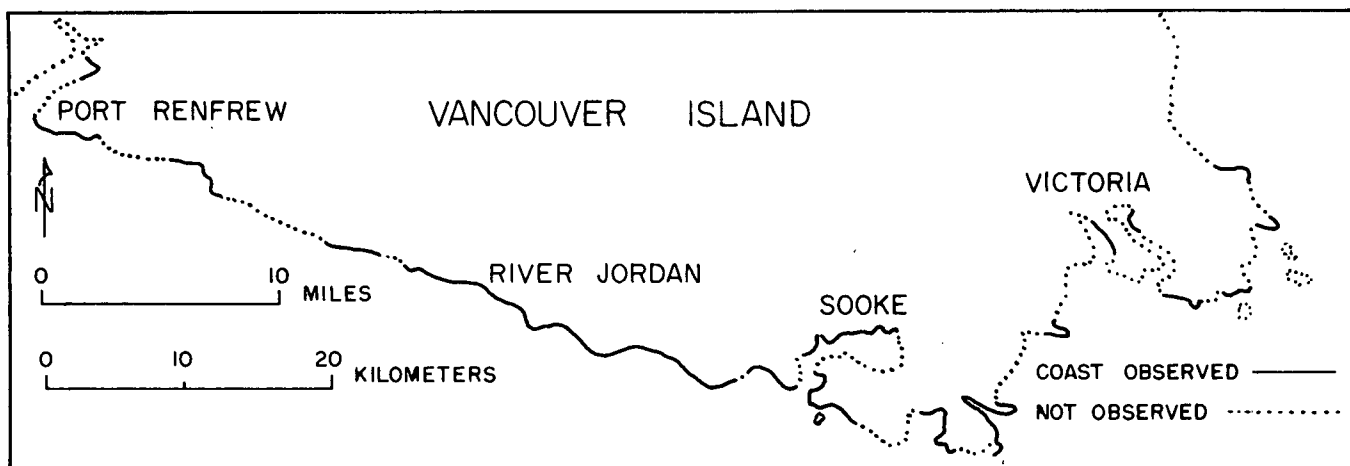 PORT RENFREW
VANCOUVER ISLAND
VICTORIA
N
0 10
MILES
RIVER JORDAN
SOOKE
0 10 20
KILOMETERS
COAST OBSERVED
NOT OBSERVED